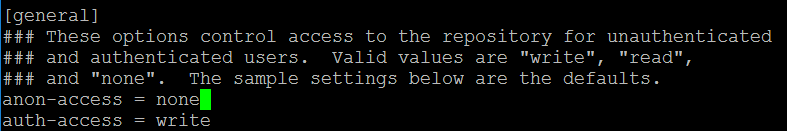 [general]
### These options control access to the repository for unauthenticated
### and authenticated users.  Valid values are "write", "read",
### and "none".  The sample settings below are the defaults.
anon-access = none
auth-access = write